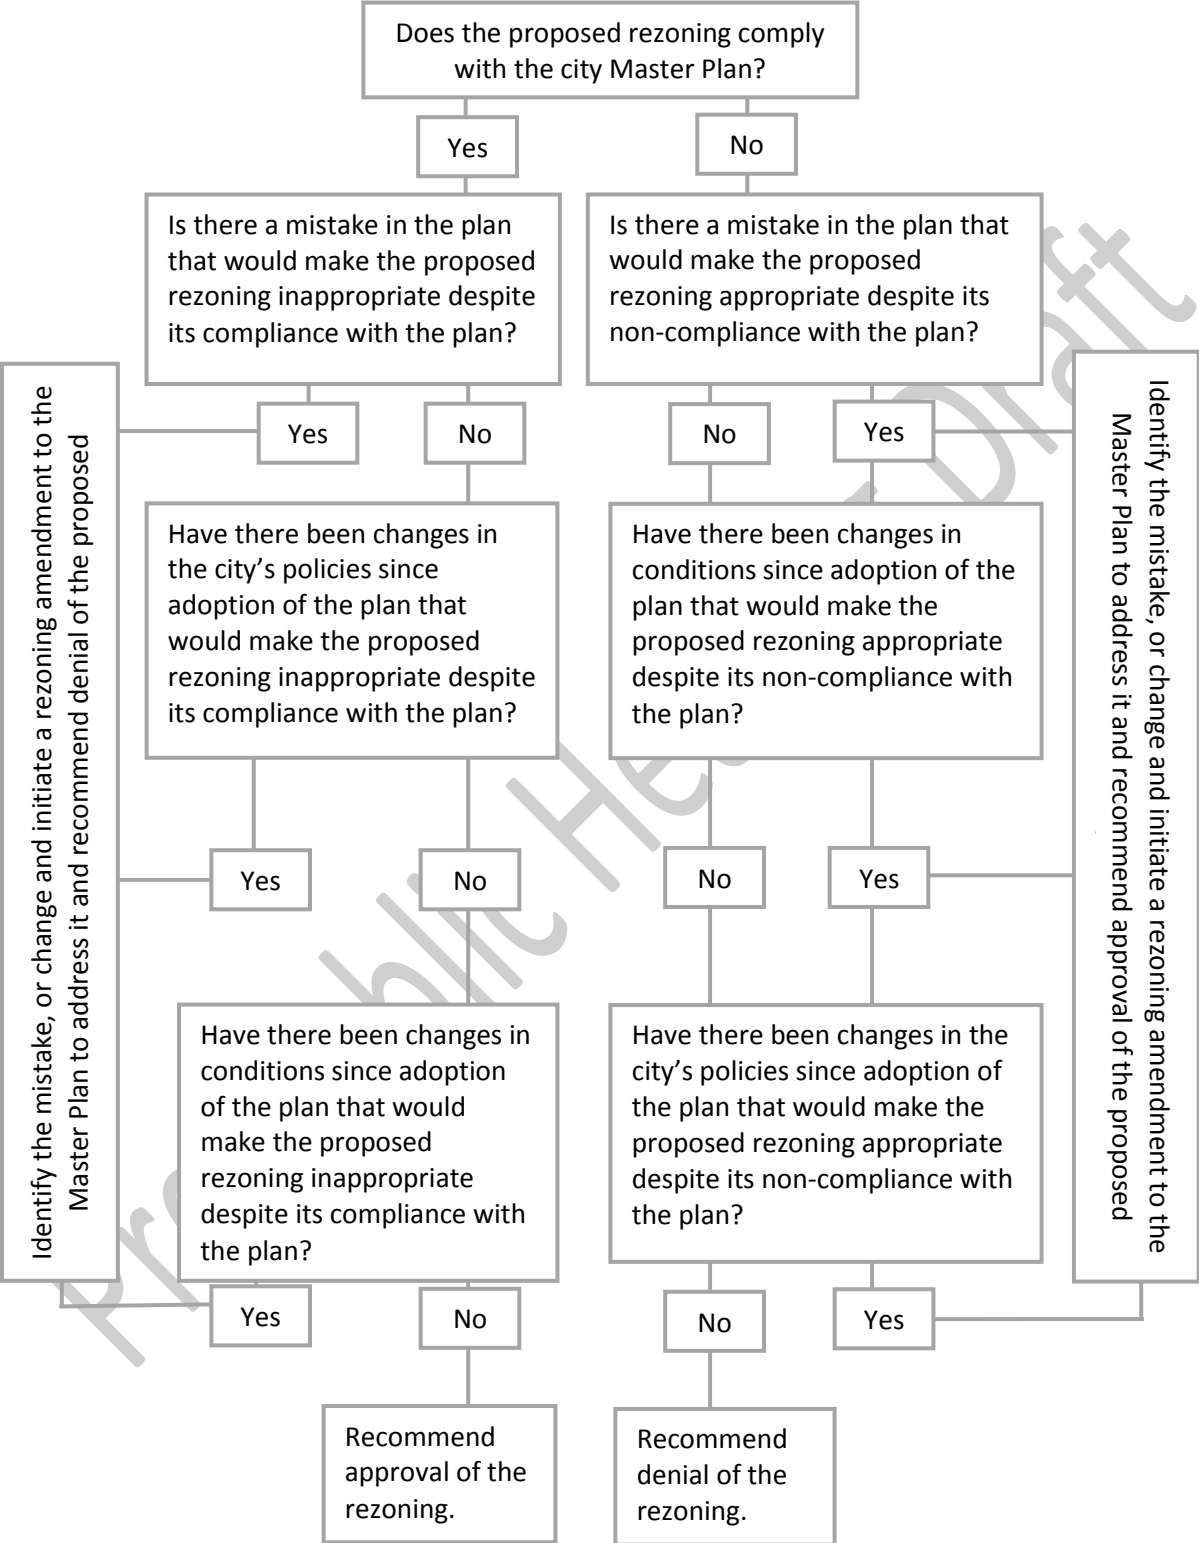 Does the proposed rezoning comply
with the city Master Plan?
Yes
No
Is there a mistake in the plan
that would make the proposed
rezoning inappropriate despite
its compliance with the plan?
Is there a mistake in the plan that
would make the proposed
rezoning appropriate despite its
non-compliance with the plan?
Yes
No
No
Yes
Identify the mistake, or change and initiate a rezoning amendment to the
Master Plan to address it and recommend denial of the proposed
Identify the mistake, or change and initiate a rezoning amendment to the
Master Plan to address it and recommend approval of the proposed
Have there been changes in
the city’s policies since
adoption of the plan that
would make the proposed
rezoning inappropriate despite
its compliance with the plan?
Have there been changes in
conditions since adoption of the
plan that would make the
proposed rezoning appropriate
despite its non-compliance with
the plan?
Yes
No
No
Yes
Have there been changes in
conditions since adoption
of the plan that would
make the proposed
rezoning inappropriate
despite its compliance with
the plan?
Have there been changes in the
city’s policies since adoption of
the plan that would make the
proposed rezoning appropriate
despite its non-compliance with
the plan?
Yes
No
No
Yes
Recommend
approval of the
rezoning.
Recommend
denial of the
rezoning.
Draft